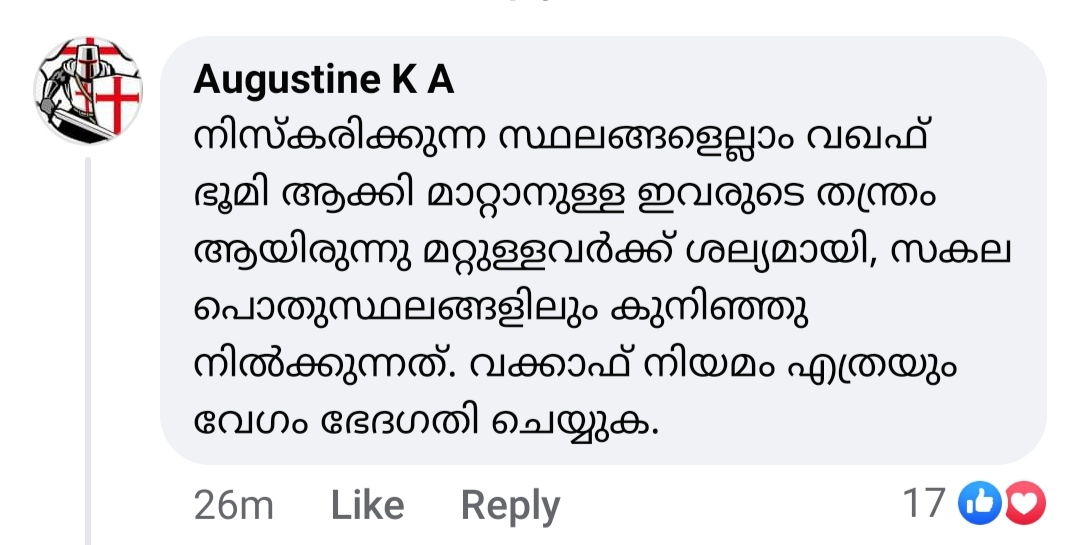 Augustine K A
നിസ്കരിക്കുന്ന സ്ഥലങ്ങളെല്ലാം വഖഫ്
ഭൂമി ആക്കി മാറ്റാനുള്ള ഇവരുടെ തന്ത്രം
ആയിരുന്നു മറ്റുള്ളവർക്ക് ശല്യമായി, സകല
പൊതുസ്ഥലങ്ങളിലും കുനിഞ്ഞു
നിൽക്കുന്നത്. വക്കാഫ് നിയമം എത്രയും
വേഗം ഭേദഗതി ചെയ്യുക.
26m Like Reply 17